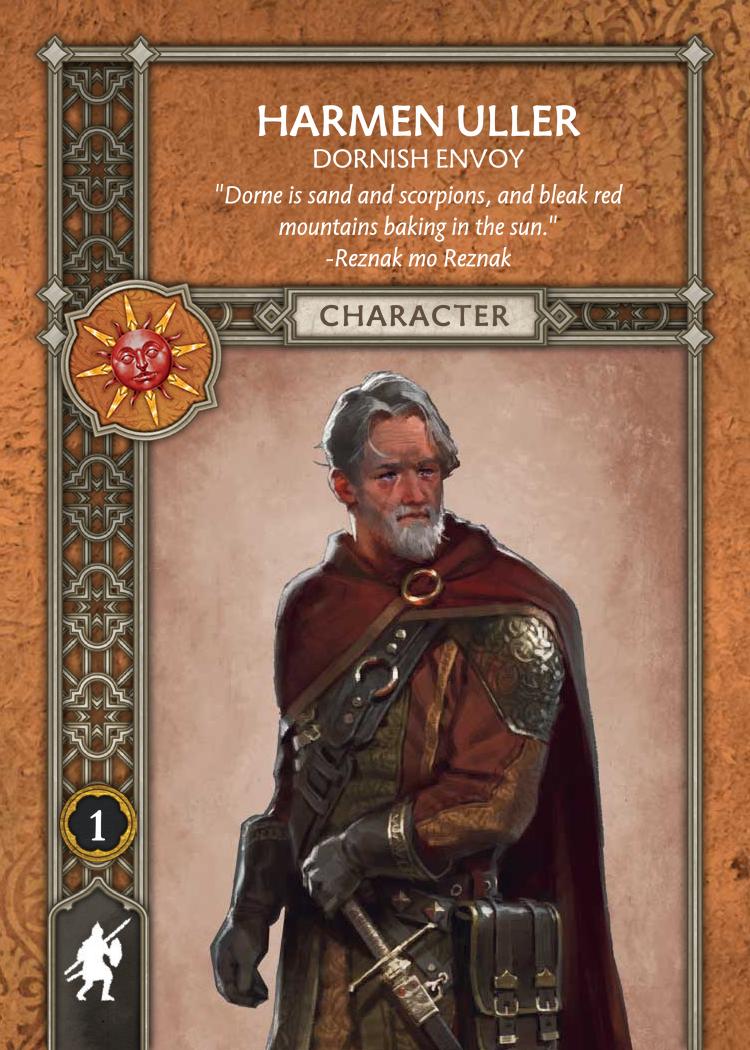 HARMEN ULLER
DORNISH ENVOY
"Dorne is sand and scorpions, and bleak red
mountains baking in the sun."
-Reznak mo Reznak
CHARACTER
1